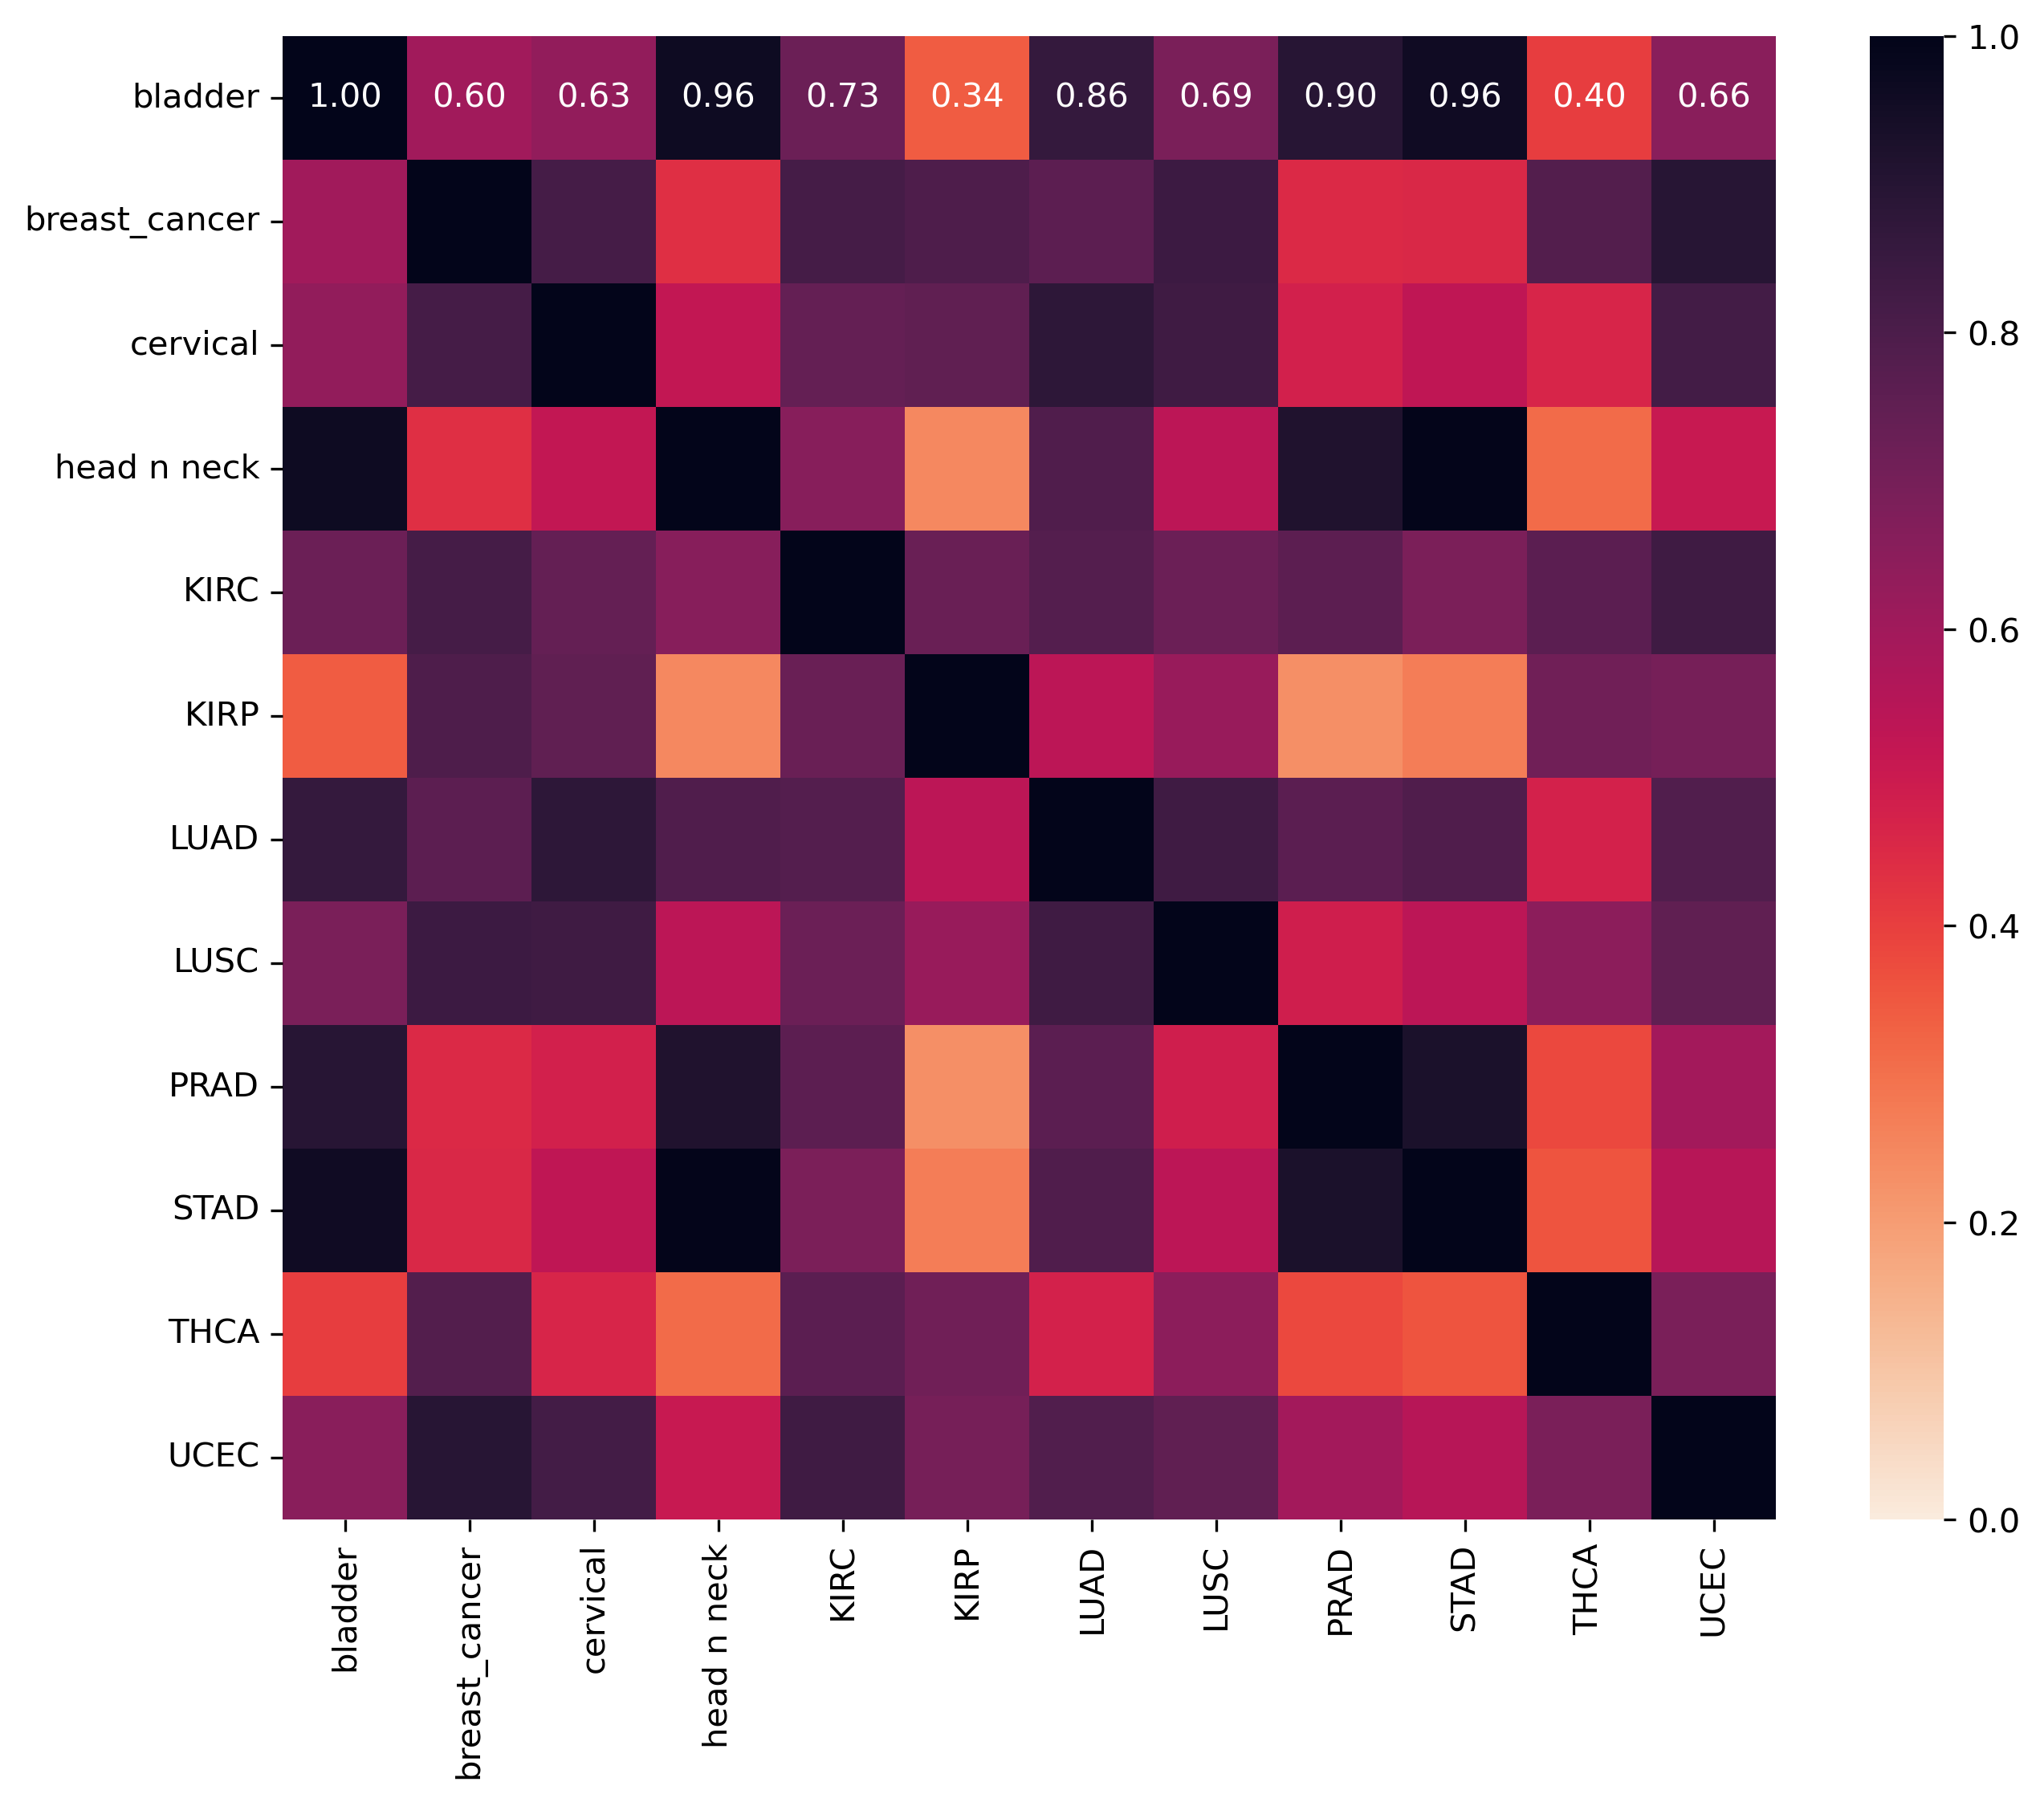 bladder 1.00 0.60 0.63 0.96 0.73 0.34 0.86 0.69 0.90 0.96 0.40 0.66
breast_cancer
cervical
head n neck
KIRC
KIRP
LUAD
LUSC
PRAD
STAD
THCA
UCEC
bladder
breast_cancer
cervical
head n neck
KIRC
KIRP
LUAD
LUSC
PRAD
STAD
THCA
UCEC
1.0
0.8
0.6
0.4
0.2
0.0